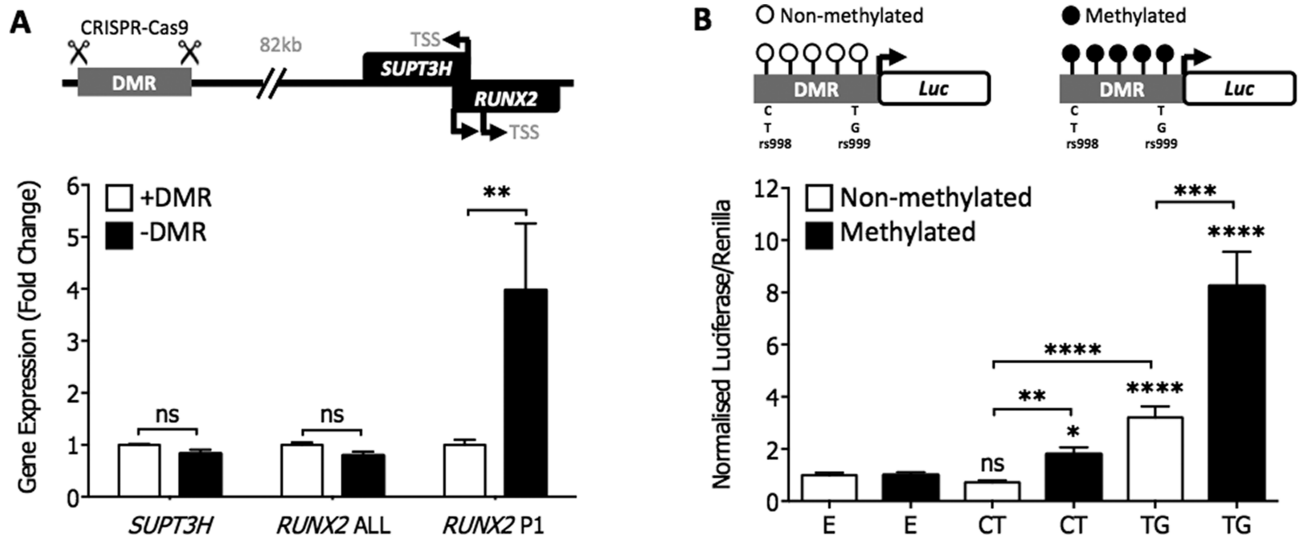 A
CRISPR-Cas9
82kb
TSS
DMR
SUPT3H
RUNX2
TSS
Gene Expression (Fold Change)
6
5
4
3
2
1
0
+DMR
-DMR
ns
ns
**
SUPT3H
RUNX2 ALL
RUNX2 P1
B
Non-methylated
Methylated
DMR
Luc
C
T
T
G
rs998
rs999
DMR
Luc
C
T
T
G
rs998
rs999
Normalised Luciferase/Renilla
12
10
8
6
4
2
0
Non-methylated
Methylated
***
****
****
****
**
*
ns
E
E
CT
CT
TG
TG